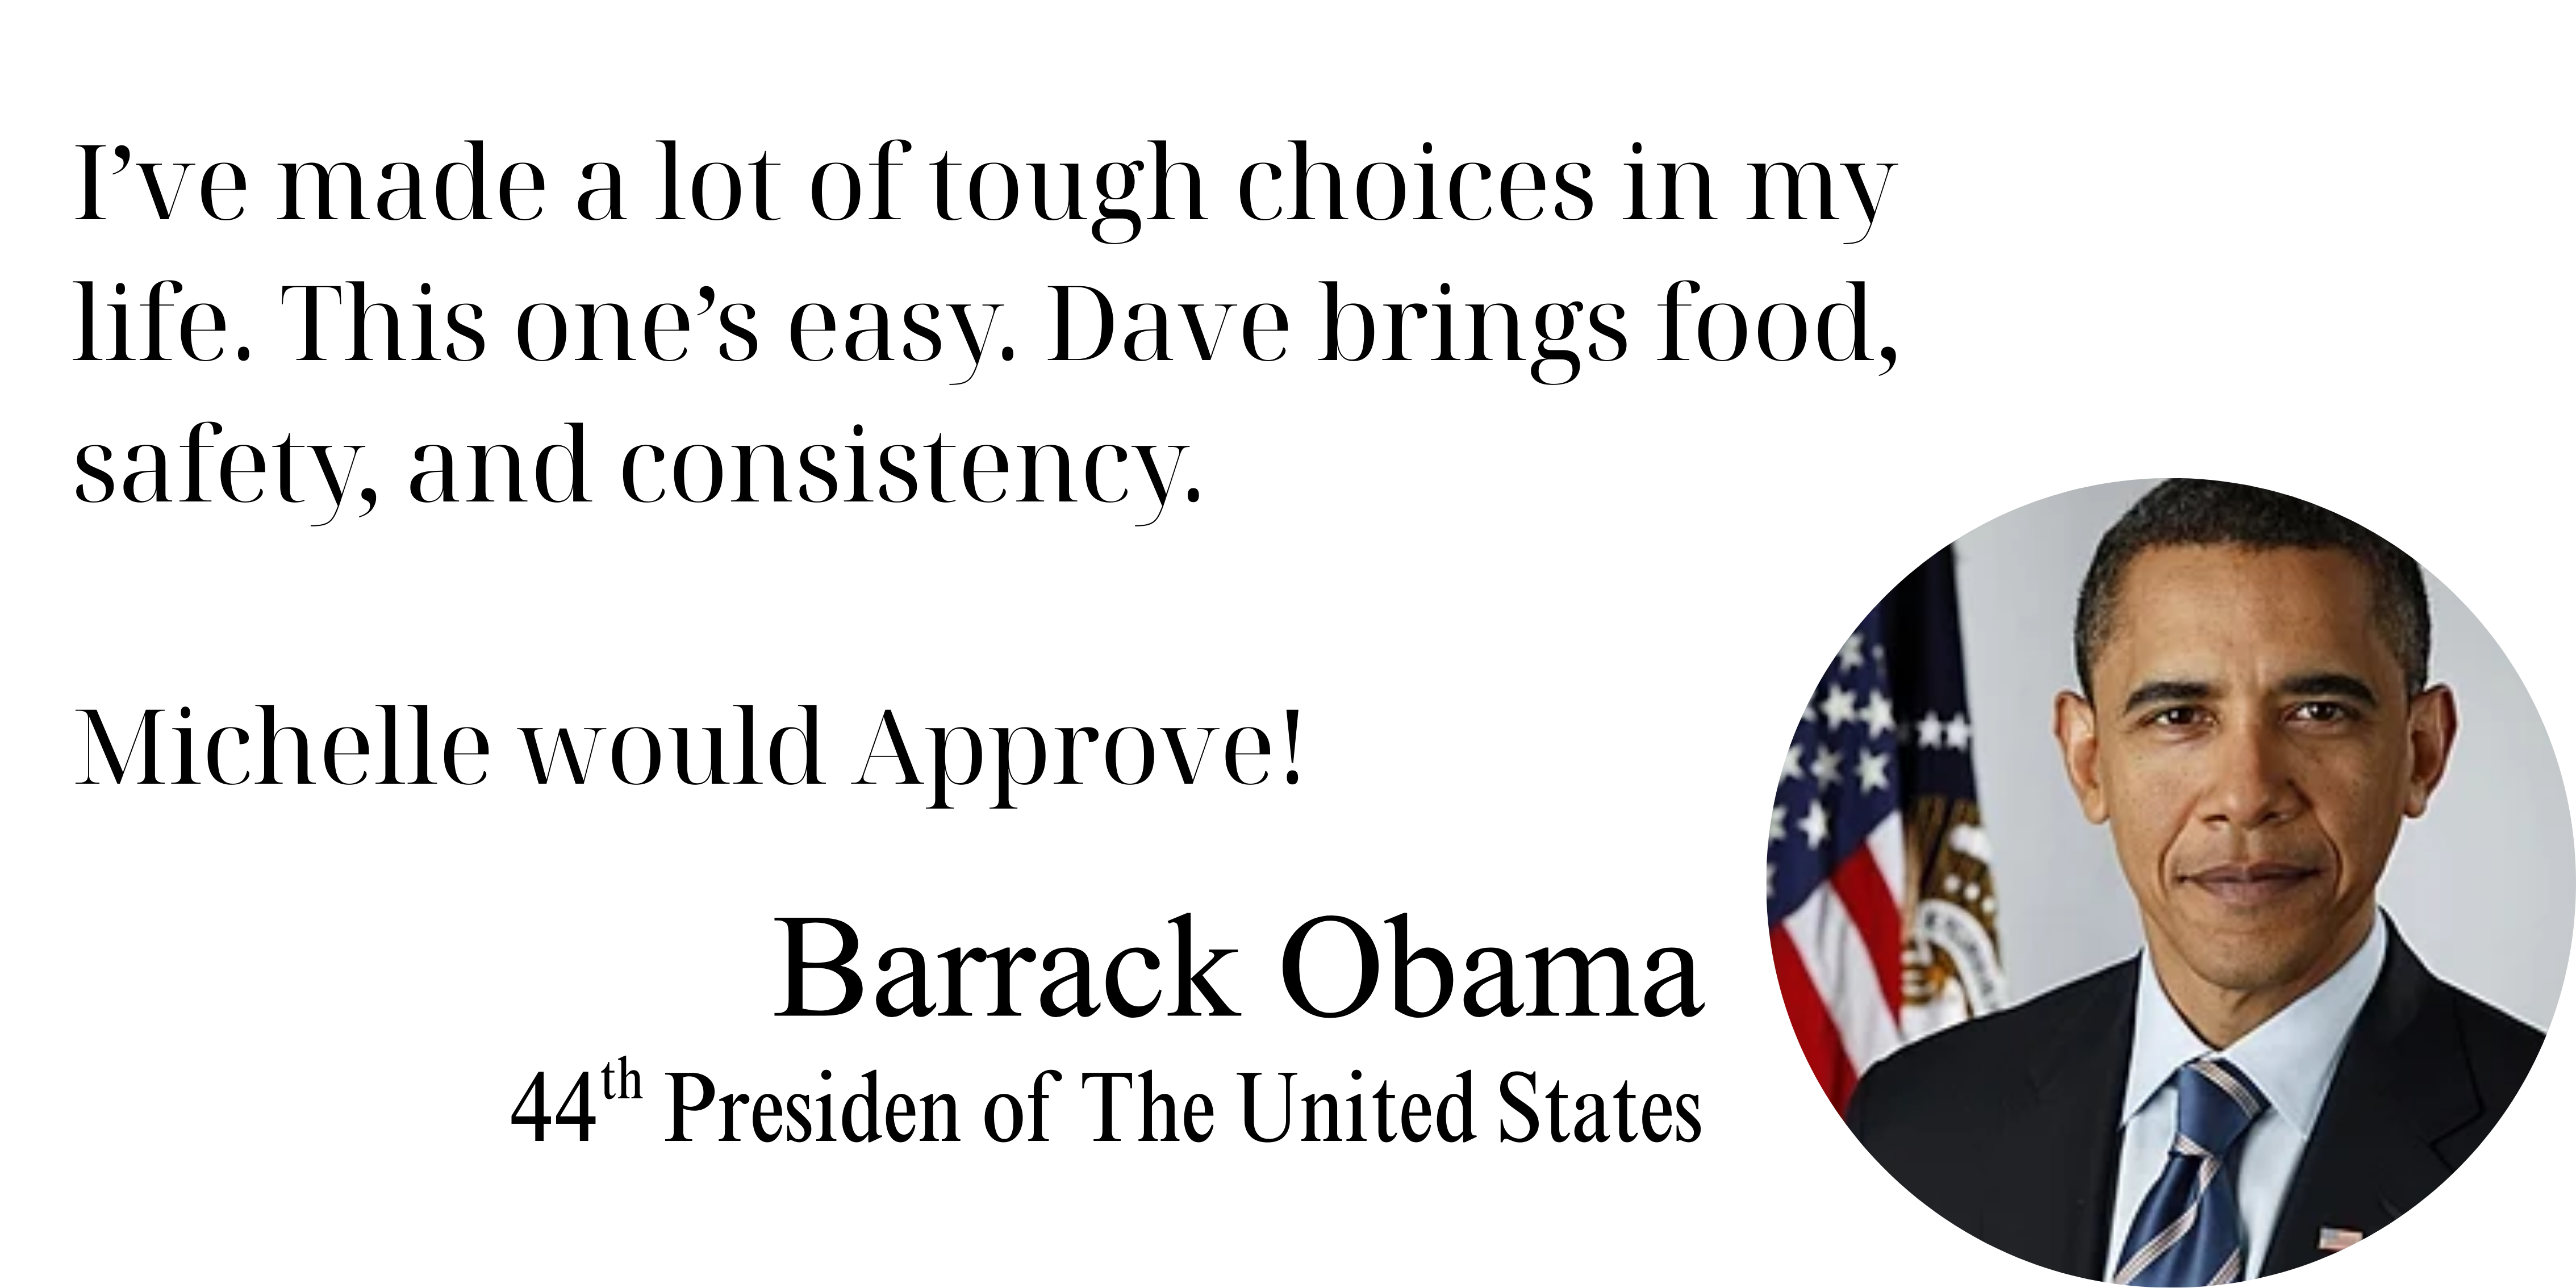 I’ve made a lot of tough choices in my
life. This one’s easy. Dave brings food,
safety, and consistency.
Michelle would Approve!
Barrack Obama
44th Presiden of The United States